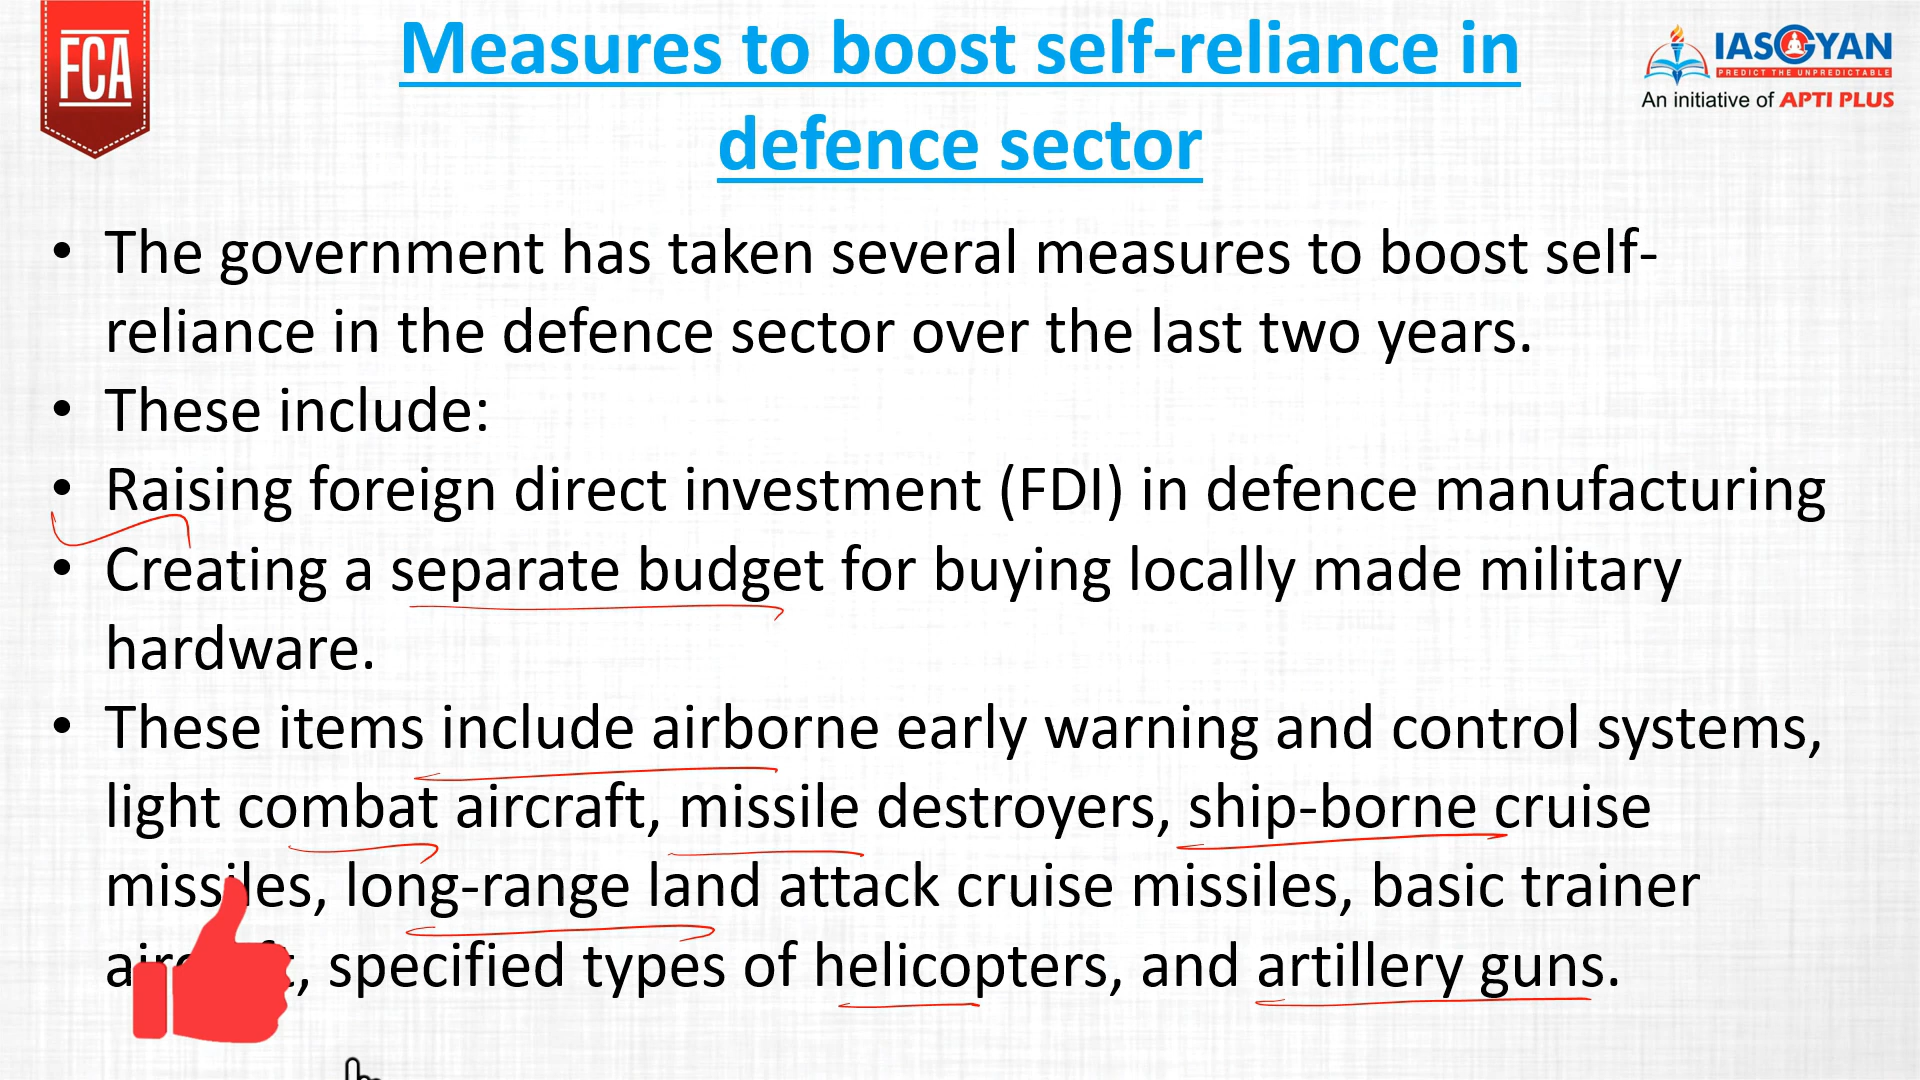 FCA
Measures to boost self-reliance in
defence sector
IASGYAN
PREDICT THE UNPREDICTABLE
An initiative of APTI PLUS
• The government has taken several measures to boost self-
reliance in the defence sector over the last two years.
• These include:
• Raising foreign direct investment (FDI) in defence manufacturing
• Creating a separate budget for buying locally made military
hardware.
• These items include airborne early warning and control systems,
light combat aircraft, missile destroyers, ship-borne cruise
missiles, long-range land attack cruise missiles, basic trainer
specified types of helicopters, and artillery guns.